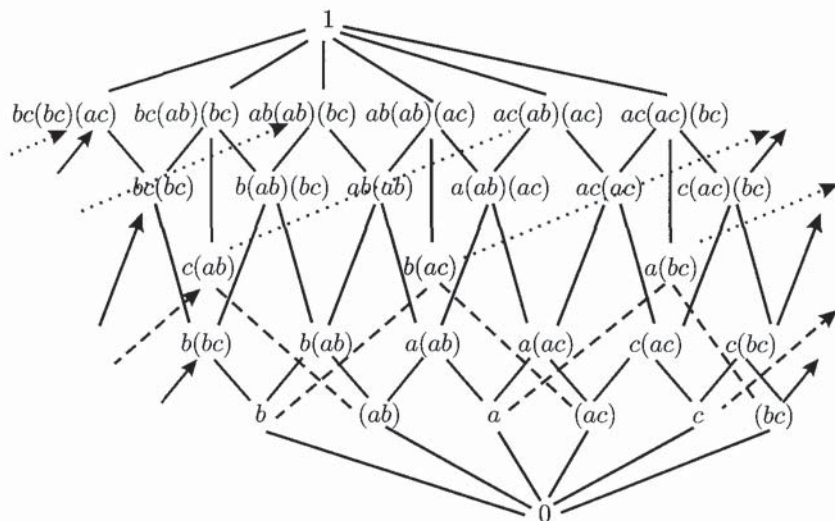 1
bc(bc)(ac) bc(ab)(bc) ab(ab)(bc) ab(ab)(ac) ac(ab)(ac) ac(ac)(bc)
bc(bc) b(ab)(bc) ab(ab) a(ab)(ac) ac(ac) c(ac)(bc)
c(ab) b(ac) a(bc)
b(bc) b(ab) a(ab) a(ac) c(ac) c(bc)
b (ab) a (ac) c (bc)
0